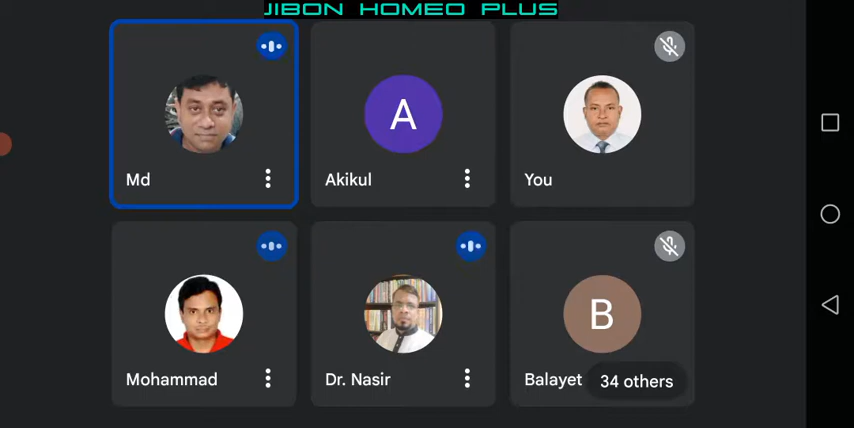 JIBON HOMEO PLUS
A
Md
Akikul
You
B
Mohammad
Dr. Nasir
Balayet
34 others